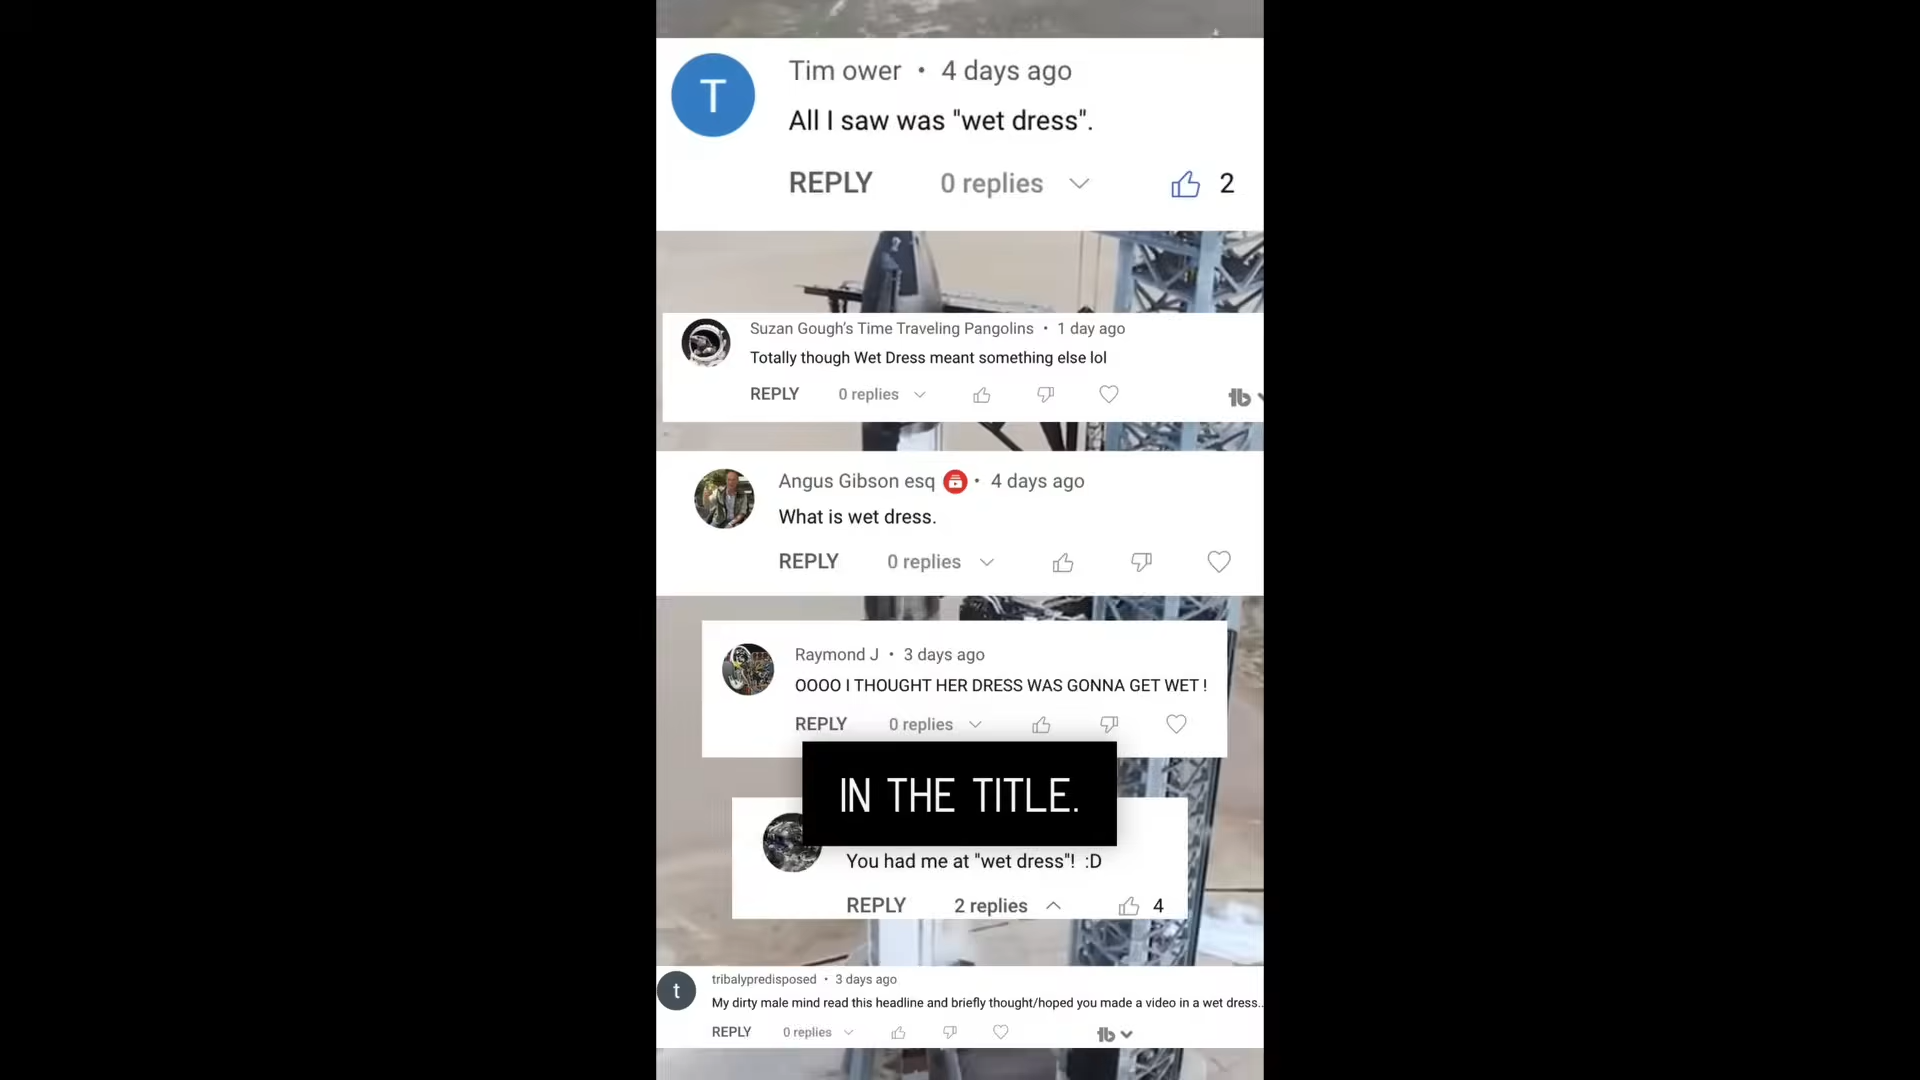 T
Tim ower • 4 days ago
All I saw was "wet dress".
REPLY 0 replies 2
Suzan Gough's Time Traveling Pangolins • 1 day ago
Totally though Wet Dress meant something else lol
REPLY 0 replies
Angus Gibson esq • 4 days ago
What is wet dress.
REPLY 0 replies
Raymond J • 3 days ago
OOOO I THOUGHT HER DRESS WAS GONNA GET WET !
REPLY 0 replies
IN THE TITLE.
You had me at "wet dress"! :D
REPLY 2 replies 4
t
tribalypredisposed • 3 days ago
My dirty male mind read this headline and briefly thought/hoped you made a video in a wet dress..
REPLY 0 replies